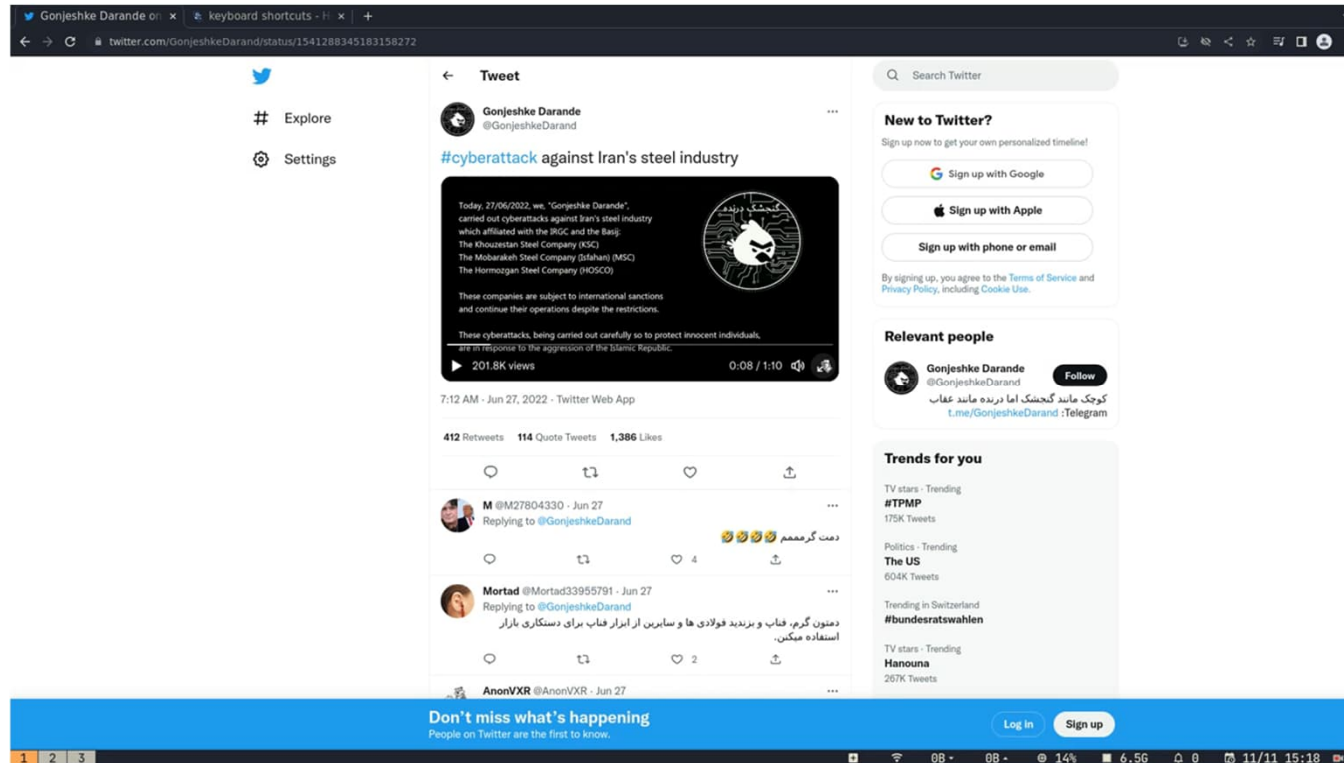 Gonjeshke Darande on
keyboard shortcuts - H
twitter.com/GonjeshkeDarand/status/1541288345183158272
Explore
Settings
Tweet
Gonjeshke Darande
@GonjeshkeDarand
#cyberattack against Iran's steel industry
Today, 27/06/2022, we, "Gonjeshke Darande",
carried out cyberattacks against Iran's steel industry
which affiliated with the IRGC and the Basij:
The Khouzestan Steel Company (KSC)
The Mobarakeh Steel Company (Isfahan) (MSC)
The Hormozgan Steel Company (HOSCO)
These companies are subject to international sanctions
and continue their operations despite the restrictions.
These cyberattacks, being carried out carefully so to protect innocent individuals,
are in response to the aggression of the Islamic Republic.
گنجشک درنده
201.8K views
0:08 / 1:10
7:12 AM · Jun 27, 2022 · Twitter Web App
412 Retweets 114 Quote Tweets 1,386 Likes
M @M27804330 · Jun 27
Replying to @GonjeshkeDarand
دمت گرمممم 🤣🤣🤣🤣
4
Mortad @Mortad33955791 · Jun 27
Replying to @GonjeshkeDarand
دمتون گرم، فناپ و بزندید فولادی ها و سایرین از ابزار فناپ برای دستکاری بازار
استفاده میکنن.
2
AnonVXR @AnonVXR · Jun 27
Search Twitter
New to Twitter?
Sign up now to get your own personalized timeline!
Sign up with Google
Sign up with Apple
Sign up with phone or email
By signing up, you agree to the Terms of Service and
Privacy Policy, including Cookie Use.
Relevant people
Gonjeshke Darande
@GonjeshkeDarand
Follow
کوچک مانند گنجشک اما درنده مانند عقاب
Telegram: t.me/GonjeshkeDarand
Trends for you
TV stars · Trending
#TPMP
175K Tweets
Politics · Trending
The US
604K Tweets
Trending in Switzerland
#bundesratswahlen
TV stars · Trending
Hanouna
267K Tweets
Don't miss what's happening
People on Twitter are the first to know.
Log in
Sign up
1 2 3
0B 0B 14% 6.5G 0 11/11 15:18